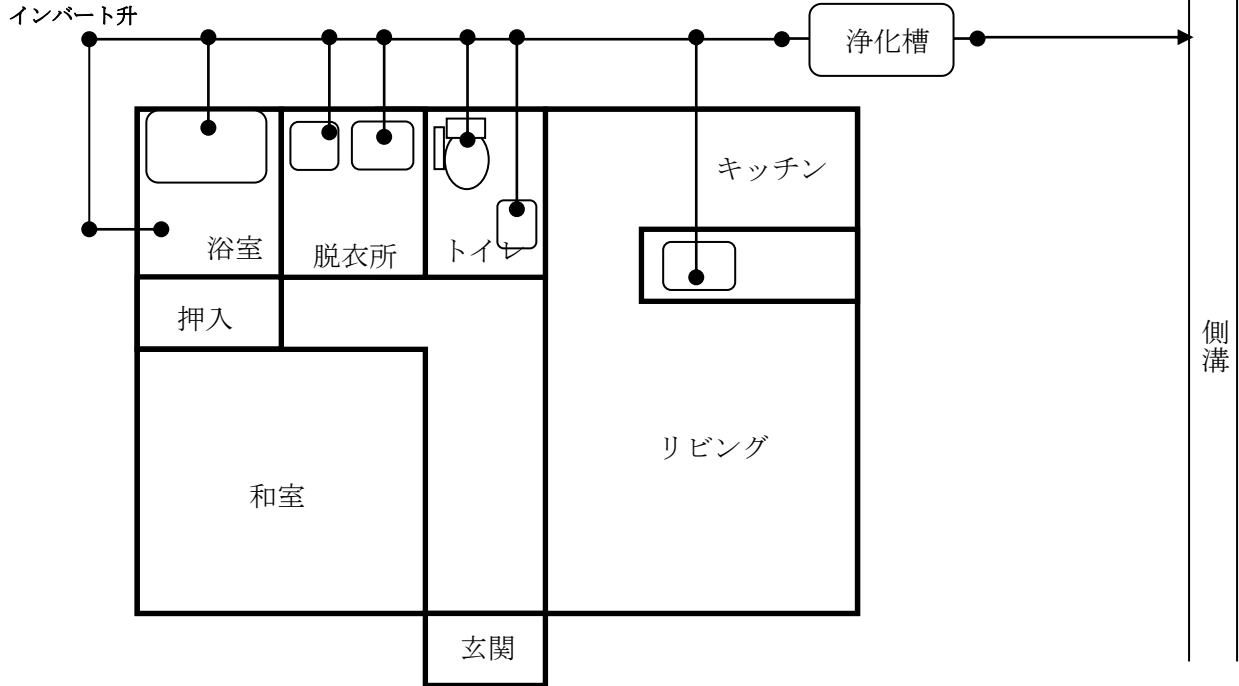 インバート升
浄化槽
キッチン
浴室
脱衣所
トイレ
押入
側溝
リビング
和室
玄関